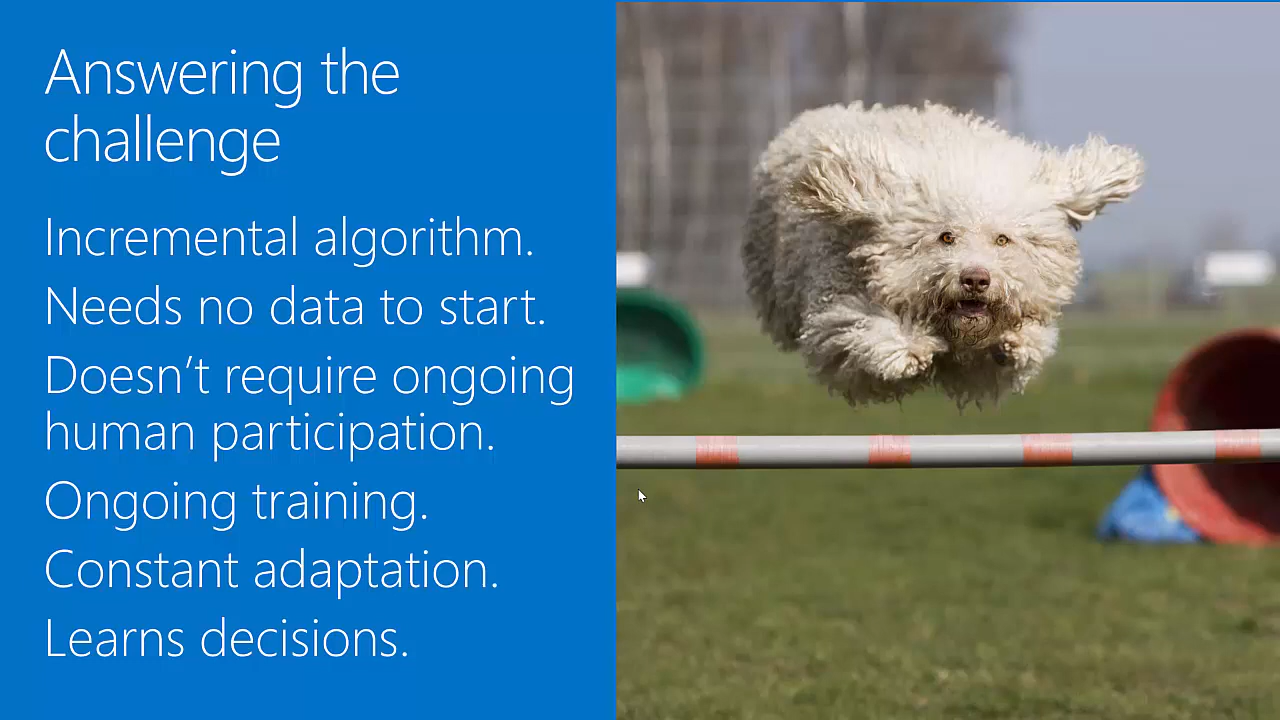 Answering the
challenge
Incremental algorithm.
Needs no data to start.
Doesn’t require ongoing
human participation.
Ongoing training.
Constant adaptation.
Learns decisions.